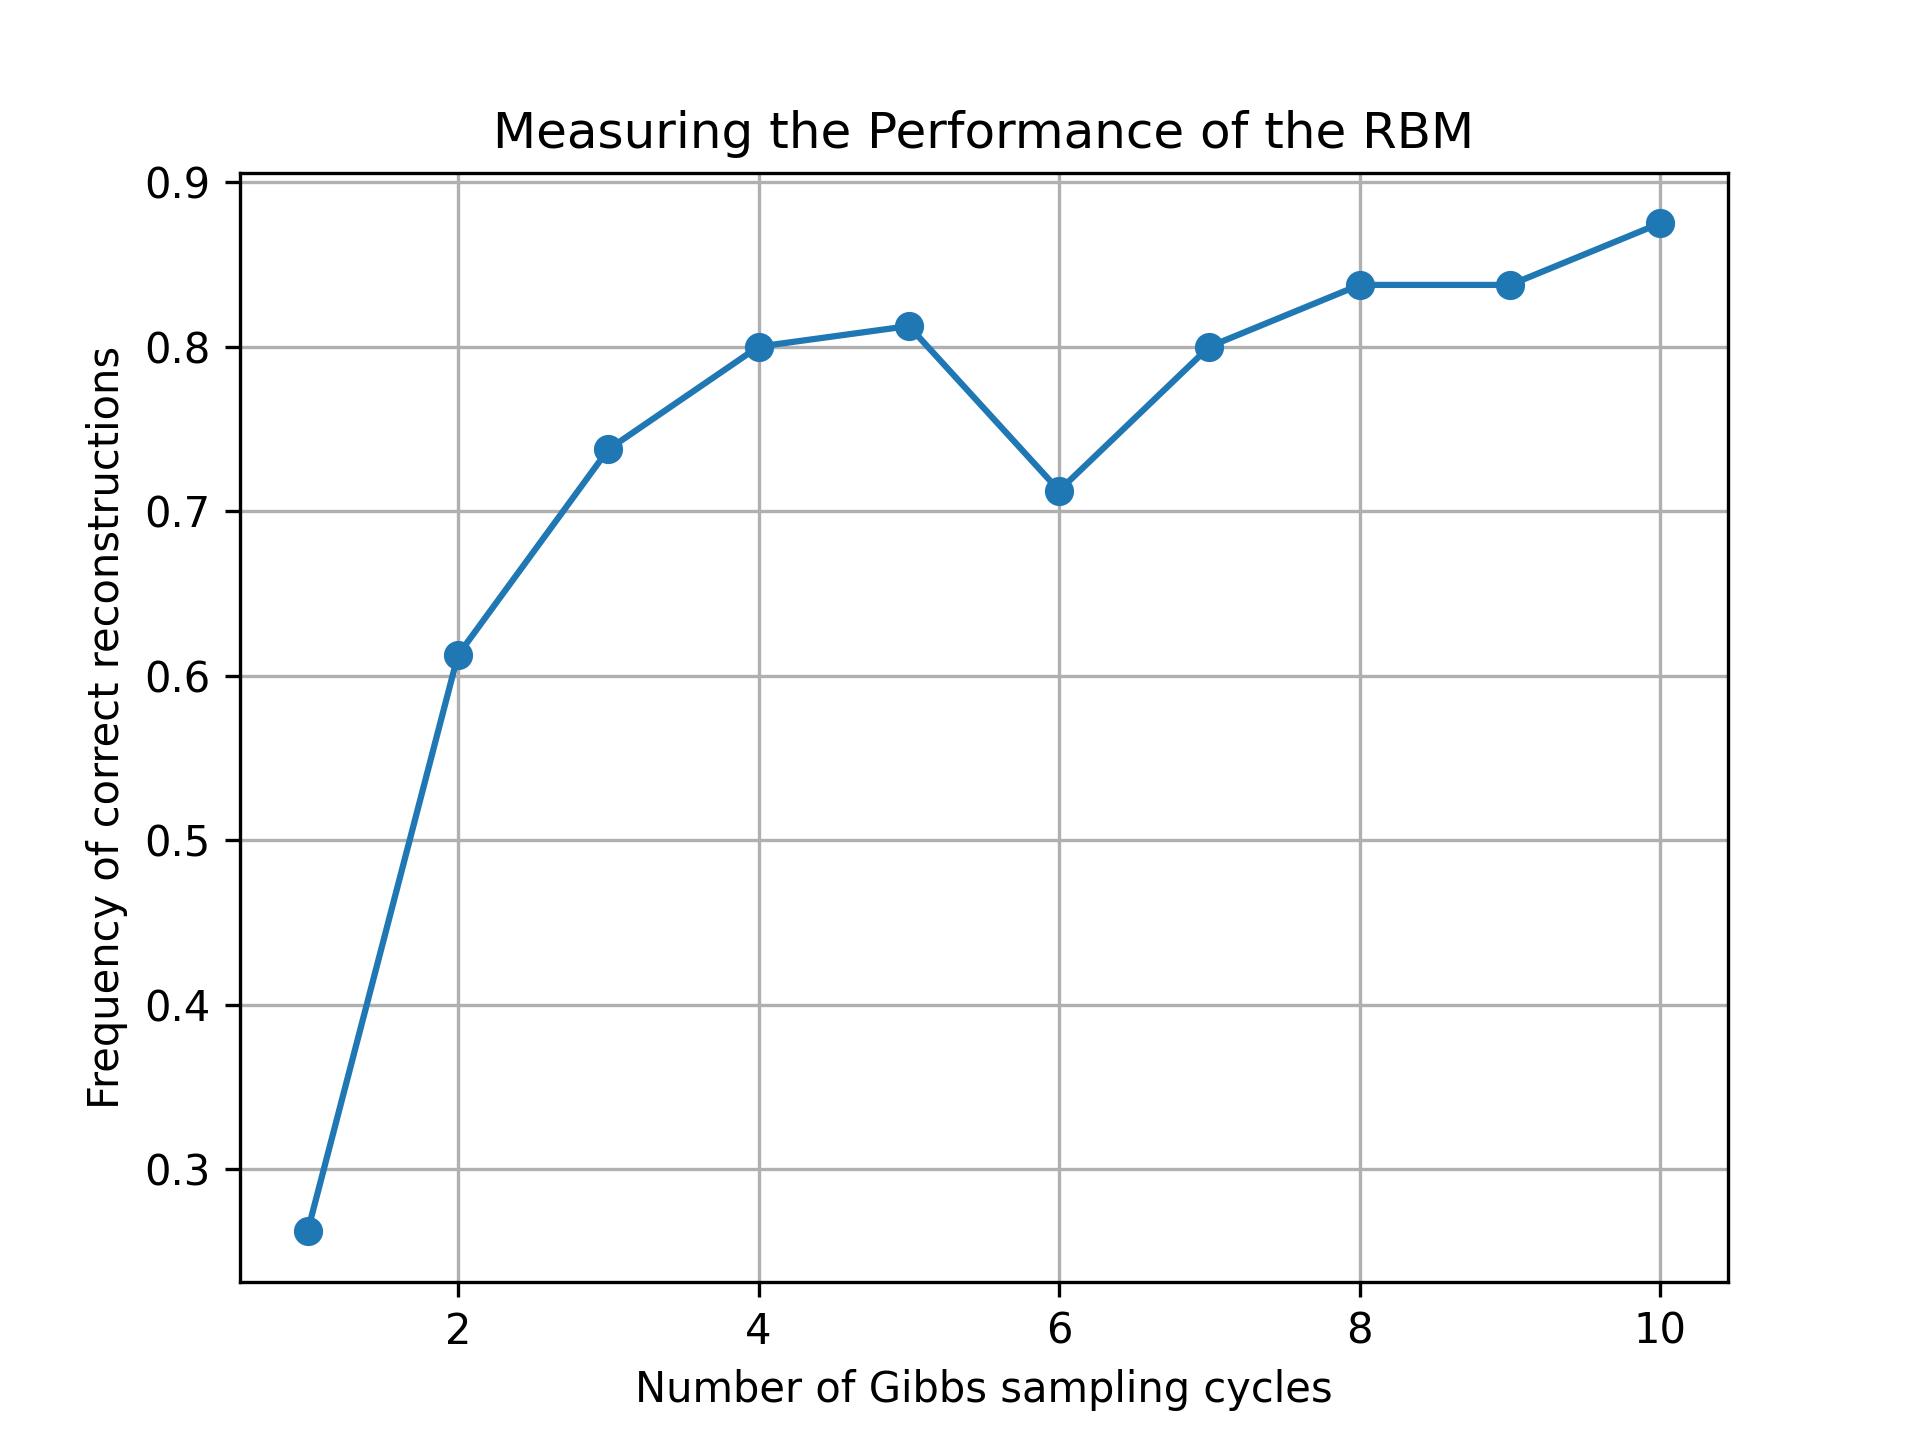 Measuring the Performance of the RBM
Frequency of correct reconstructions
0.9
0.8
0.7
0.6
0.5
0.4
0.3
2 4 6 8 10
Number of Gibbs sampling cycles